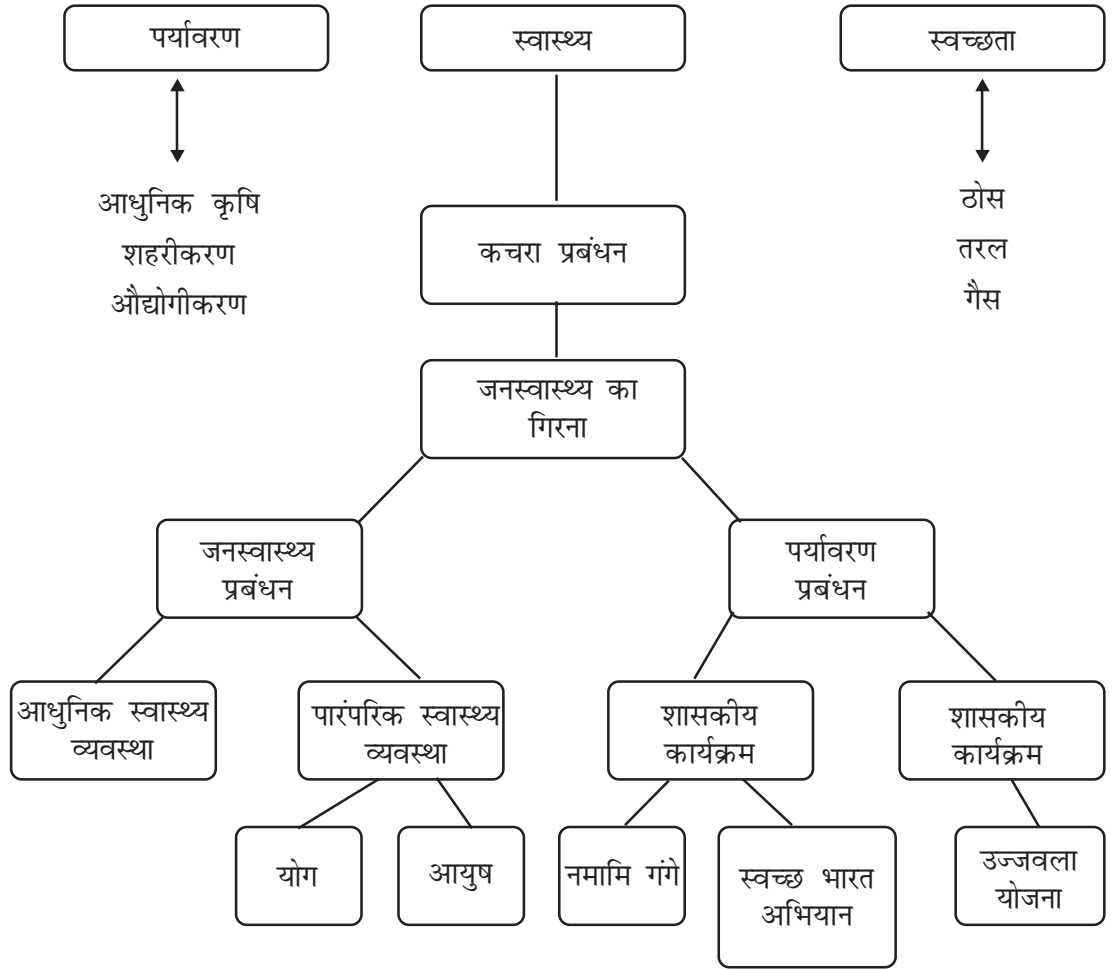 पर्यावरण
स्वास्थ्य
स्वच्छता
आधुनिक कृषि
शहरीकरण
औद्योगीकरण
ठोस
तरल
गैस
कचरा प्रबंधन
जनस्वास्थ्य का
गिरना
जनस्वास्थ्य
प्रबंधन
पर्यावरण
प्रबंधन
आधुनिक स्वास्थ्य
व्यवस्था
पारंपरिक स्वास्थ्य
व्यवस्था
शासकीय
कार्यक्रम
शासकीय
कार्यक्रम
योग
आयुष
नमामि गंगे
स्वच्छ भारत
अभियान
उज्जवला
योजना